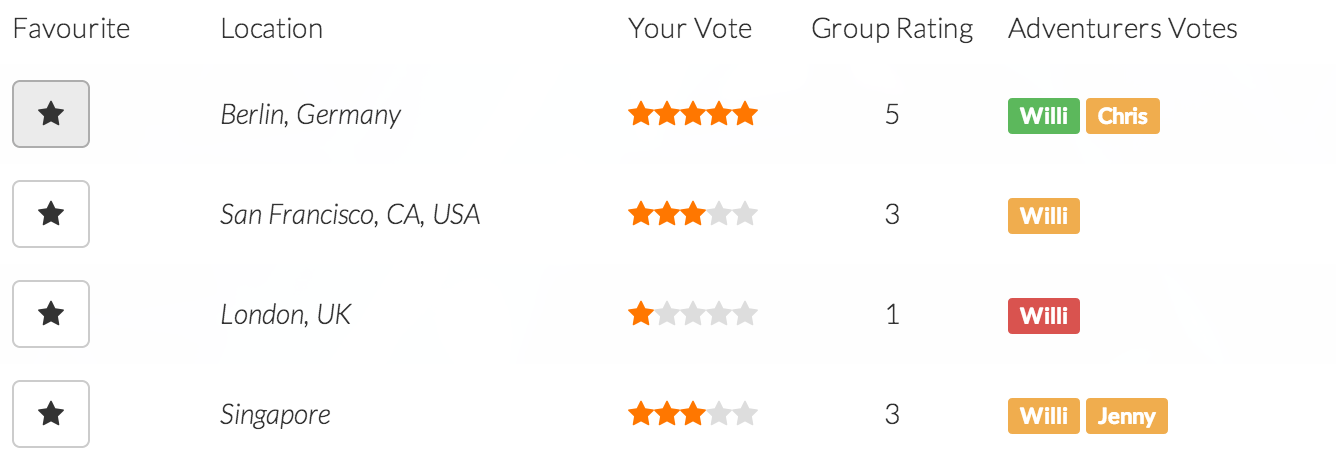 Favourite Location Your Vote Group Rating Adventurers Votes
Berlin, Germany 5 Willi Chris
San Francisco, CA, USA 3 Willi
London, UK 1 Willi
Singapore 3 Willi Jenny